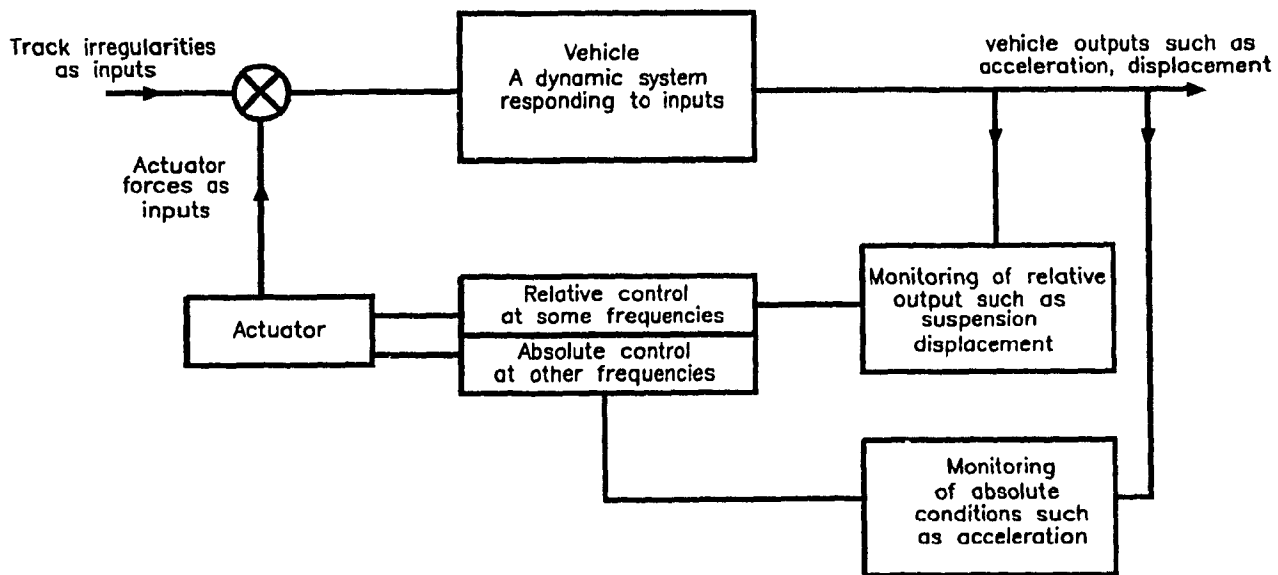 Track irregularities
as inputs
Vehicle
A dynamic system
responding to inputs
vehicle outputs such as
acceleration, displacement
Actuator
forces as
inputs
Actuator
Relative control
at some frequencies
Absolute control
at other frequencies
Monitoring of relative
output such as
suspension
displacement
Monitoring
of absolute
conditions such
as acceleration